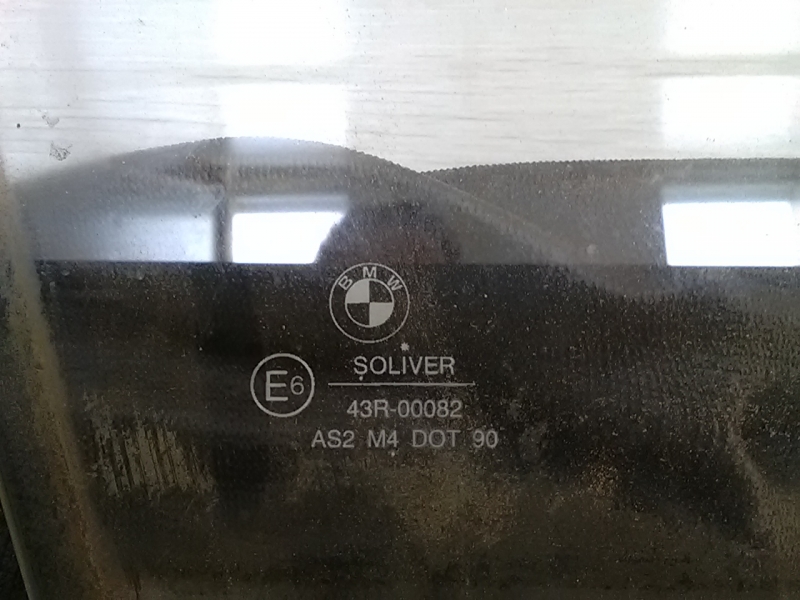 BMW
SOLIVER
E6
43R-00082
AS2 M4 DOT 90